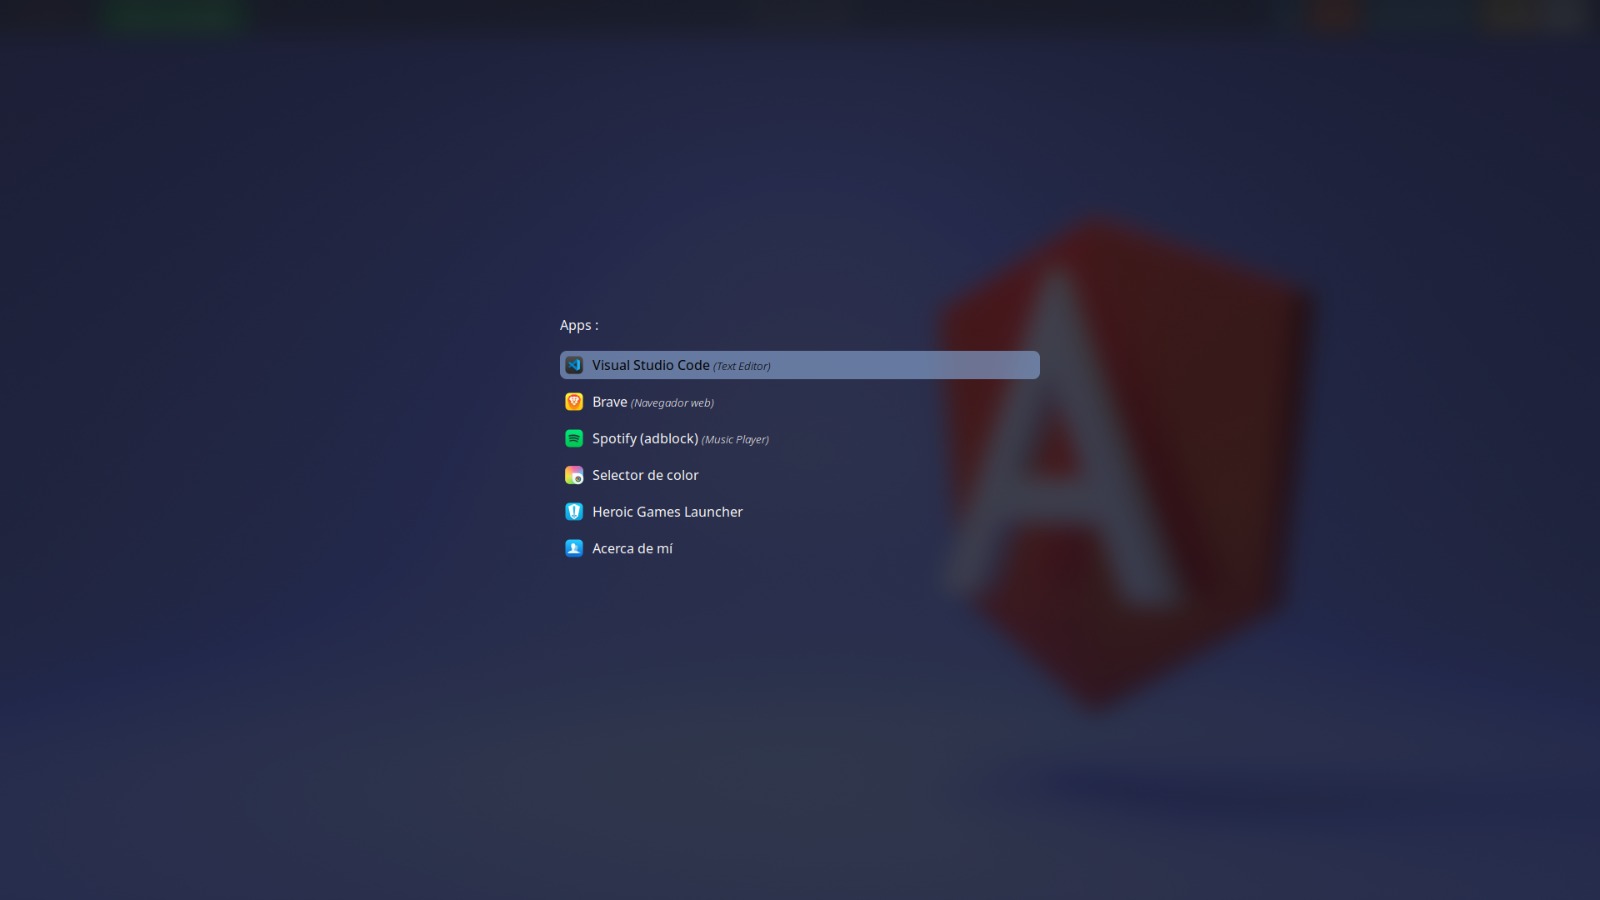 Apps :
Visual Studio Code (Text Editor)
Brave (Navegador web)
Spotify (adblock) (Music Player)
Selector de color
Heroic Games Launcher
Acerca de mí
A